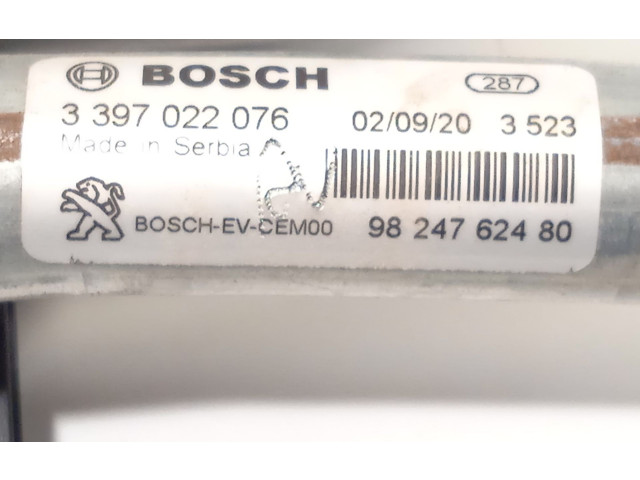 BOSCH 287
3 397 022 076 02/09/20 3 523
Made in Serbia
BOSCH-EV-CEM00 98 247 624 80